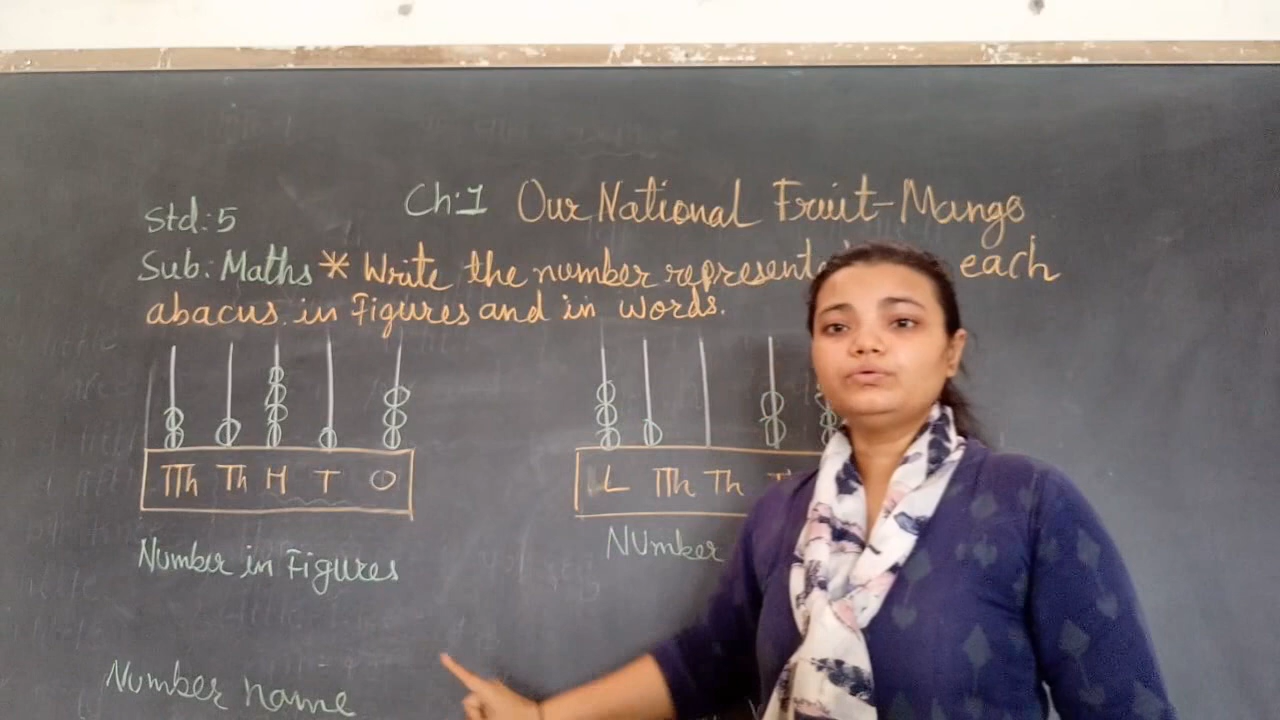 Ch:1 Our National Fruit-Mango
Std:5
Sub: Maths * Write the number represent each
abacus in Figures and in words.
TTh Th H T O
L TTh Th
Number in Figures
Number
Number name